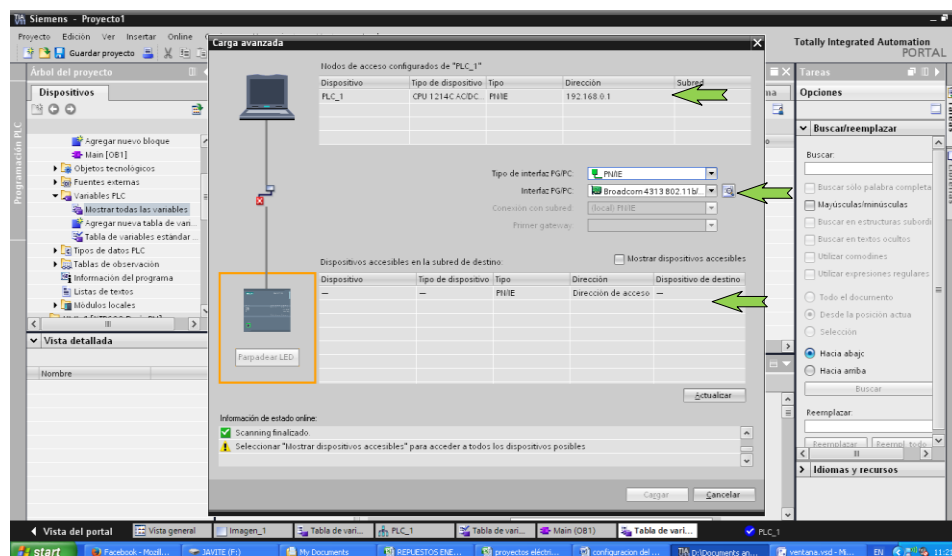 Siemens - Proyecto1
Proyecto Edición Ver Insertar Online
Guardar proyecto
Totally Integrated Automation
PORTAL
Árbol del proyecto
Dispositivos
Programación PLC
Agregar nuevo bloque
Main [OB1]
Objetos tecnológicos
Fuentes externas
Variables PLC
Mostrar todas las variables
Agregar nueva tabla de vari...
Tabla de variables estándar
Tipos de datos PLC
Tablas de observación
Información del programa
Listas de textos
Módulos locales
Vista detallada
Nombre
Carga avanzada
Nodos de acceso configurados de "PLC_1"
Dispositivo Tipo de dispositivo Tipo Dirección Subred
PLC_1 CPU 1214C AC/DC... PN/IE 192.168.0.1
Tipo de interfaz PG/PC: PN/IE
Interfaz PG/PC: Broadcom 4313 802.11b/...
Conexión con subred: (local) PN/IE
Primer gateway:
Dispositivos accesibles en la subred de destino:
Mostrar dispositivos accesibles
Dispositivo Tipo de dispositivo Tipo Dirección Dispositivo de destino
— — PN/IE Dirección de acceso —
Parpadear LED
Actualizar
Información de estado online:
Scanning finalizado.
Seleccionar "Mostrar dispositivos accesibles" para acceder a todos los dispositivos posibles
Cargar Cancelar
Tareas
Opciones
Buscar/reemplazar
Buscar:
Buscar sólo palabra completa
Mayúsculas/minúsculas
Buscar en estructuras subordi
Buscar en textos ocultos
Utilizar comodines
Utilizar expresiones regulares
Todo el documento
Desde la posición actua
Selección
Hacia abajc
Hacia arriba
Buscar
Reemplazar:
Reemplazar Reempl. todo
Idiomas y recursos
Vista del portal Vista general Imagen_1 Tabla de vari... PLC_1 Tabla de vari... Main (OB1) Tabla de vari... PLC_1
start Facebook - Mozill... JAVITE (F:) My Documents REPUESTOS ENE... proyectos eléctri... configuracion del ... D:\Documents an... ventana.vsd - M... EN